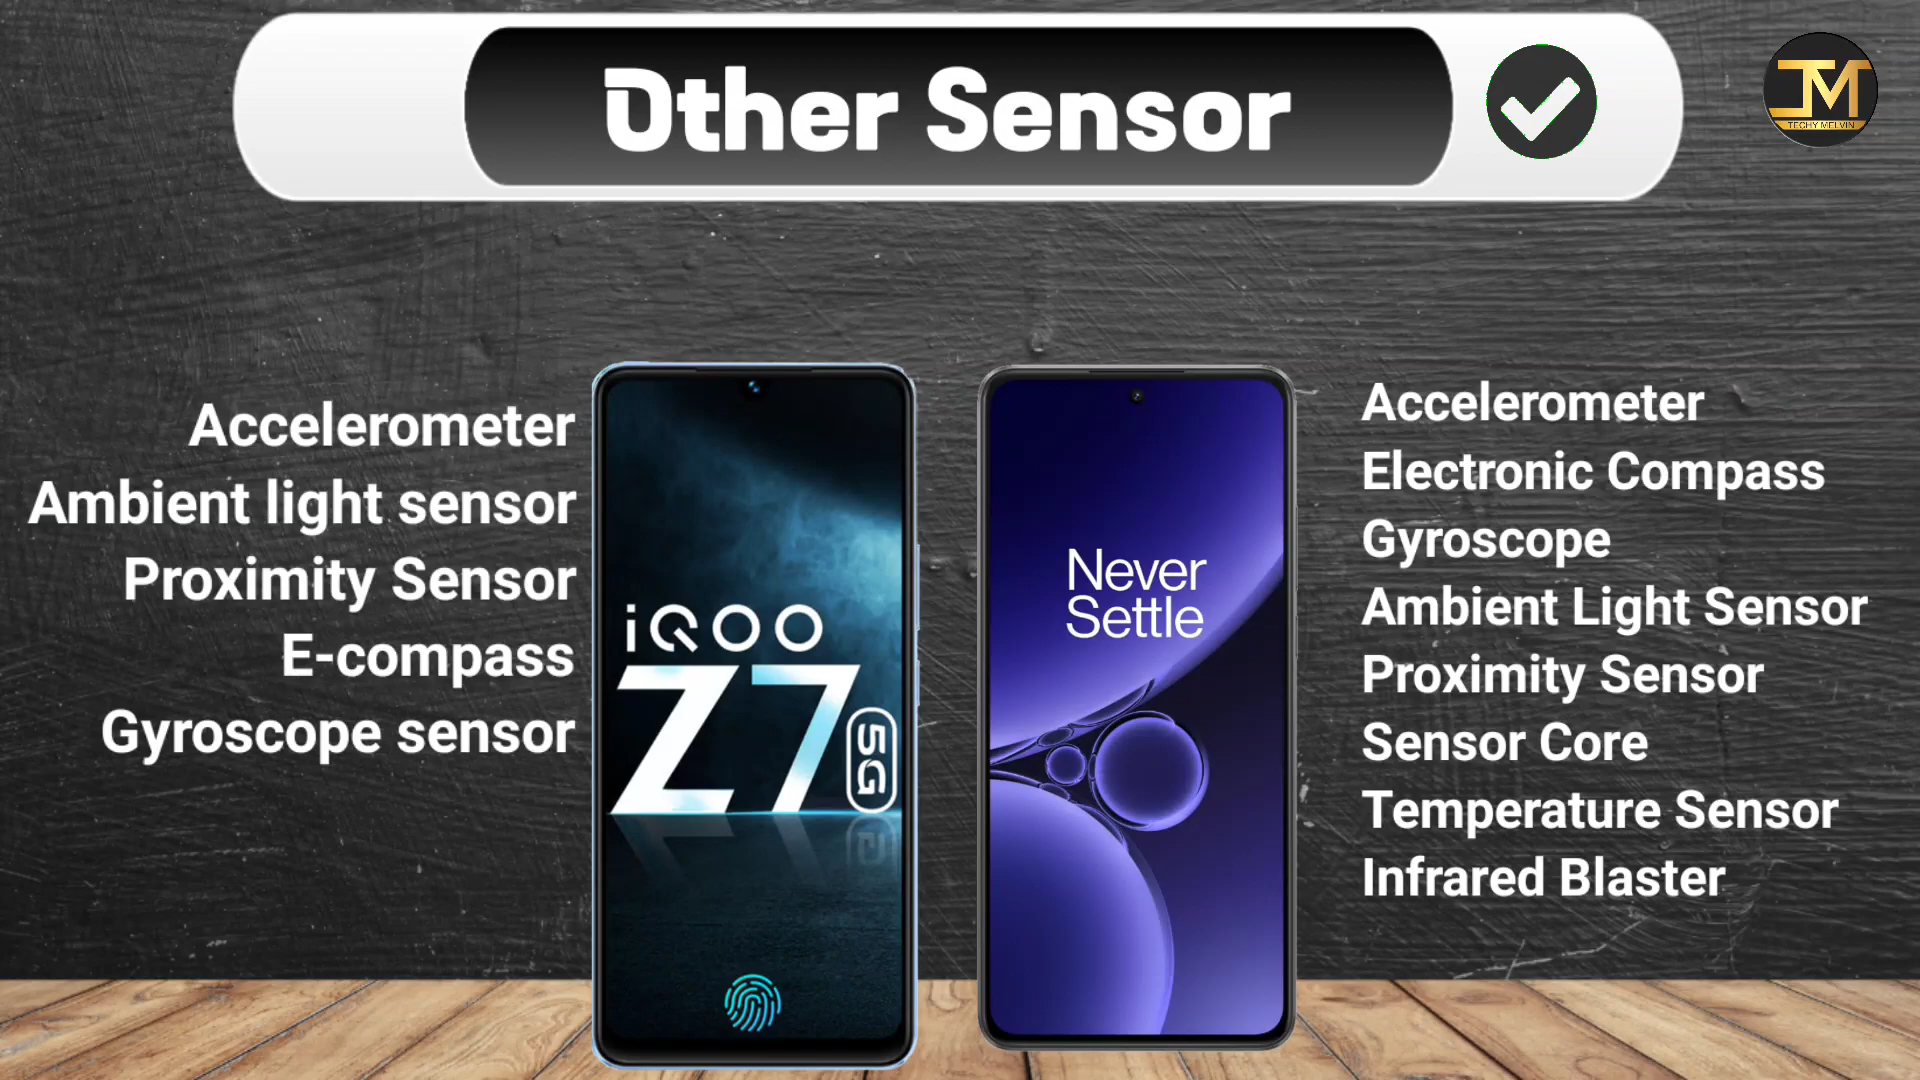 Other Sensor
TECHY MELVIN
Accelerometer
Ambient light sensor
Proximity Sensor
E-compass
Gyroscope sensor
iQOO
Z7
5G
Never
Settle
Accelerometer
Electronic Compass
Gyroscope
Ambient Light Sensor
Proximity Sensor
Sensor Core
Temperature Sensor
Infrared Blaster